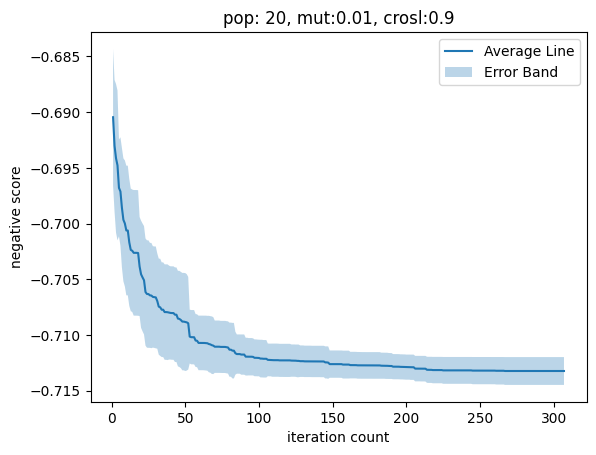 pop: 20, mut:0.01, crosl:0.9
Average Line
Error Band
negative score
−0.685
−0.690
−0.695
−0.700
−0.705
−0.710
−0.715
0
50
100
150
200
250
300
iteration count